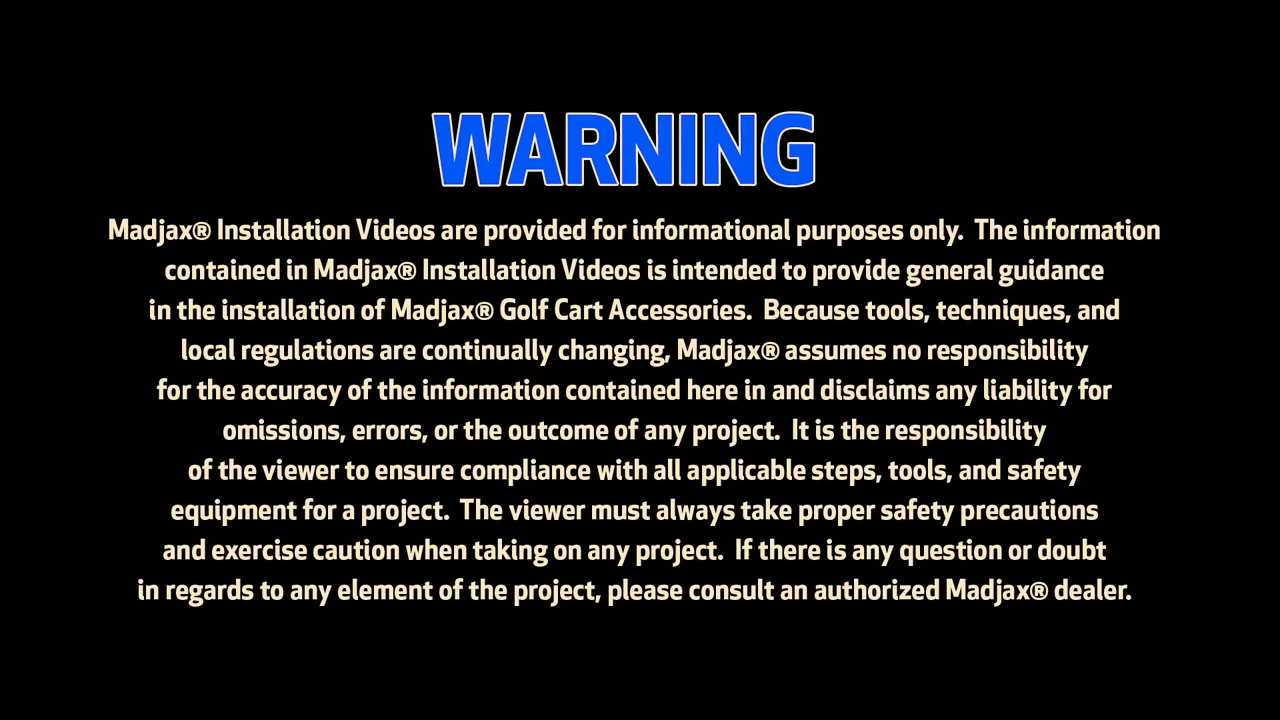 WARNING
Madjax® Installation Videos are provided for informational purposes only.  The information
contained in Madjax® Installation Videos is intended to provide general guidance
in the installation of Madjax® Golf Cart Accessories.  Because tools, techniques, and
local regulations are continually changing, Madjax® assumes no responsibility
for the accuracy of the information contained here in and disclaims any liability for
omissions, errors, or the outcome of any project.  It is the responsibility
of the viewer to ensure compliance with all applicable steps, tools, and safety
equipment for a project.  The viewer must always take proper safety precautions
and exercise caution when taking on any project.  If there is any question or doubt
in regards to any element of the project, please consult an authorized Madjax® dealer.